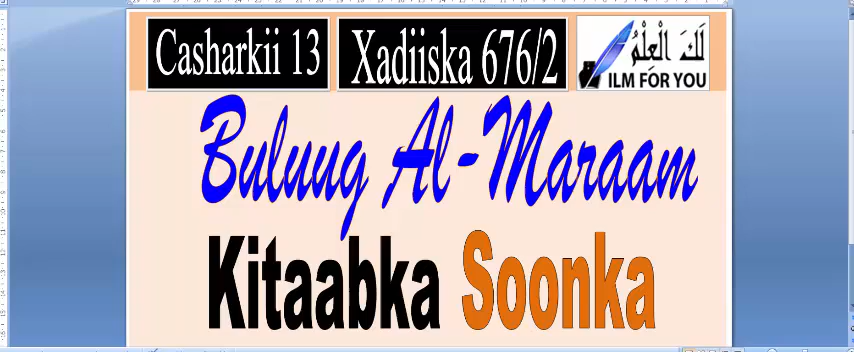 Casharkii 13
Xadiiska 676/2
لَكَ الْعِلْمُ
ILM FOR YOU
Buluug Al-Maraam
Kitaabka Soonka